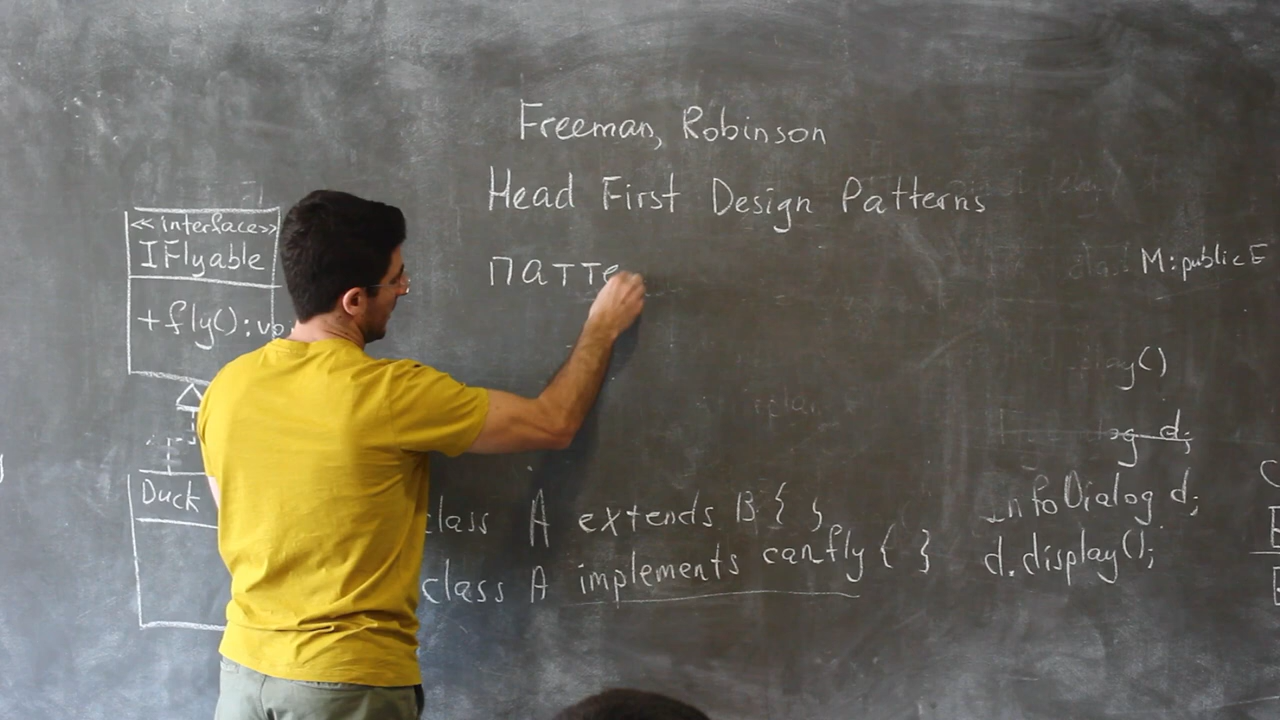 Freeman, Robinson
Head First Design Patterns
патте
<<interface>>
IFlyable
+fly():vo
Duck
class A extends B { }
class A implements canfly { }
M:publicE
d;
infoDialog d;
d.display();